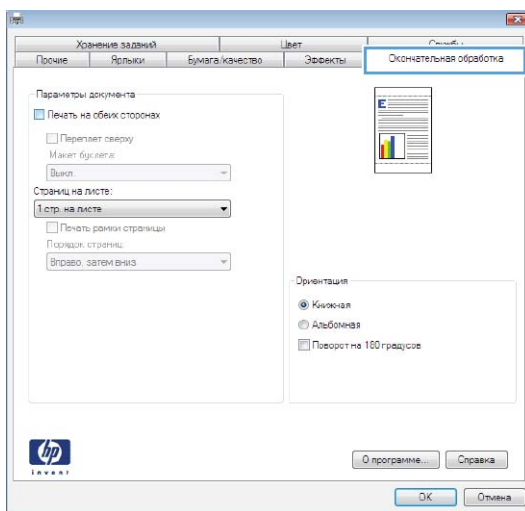 Хранение заданий
Цвет
Службы
Прочие
Ярлыки
Бумага/качество
Эффекты
Окончательная обработка
Параметры документа
Печать на обеих сторонах
Переплет сверху
Макет буклета:
Выкл.
Страниц на листе:
1 стр. на листе
Печать рамки страницы
Порядок страниц:
Вправо, затем вниз
Ориентация
Книжная
Альбомная
Поворот на 180 градусов
E
hp
invent
О программе...
Справка
OK
Отмена